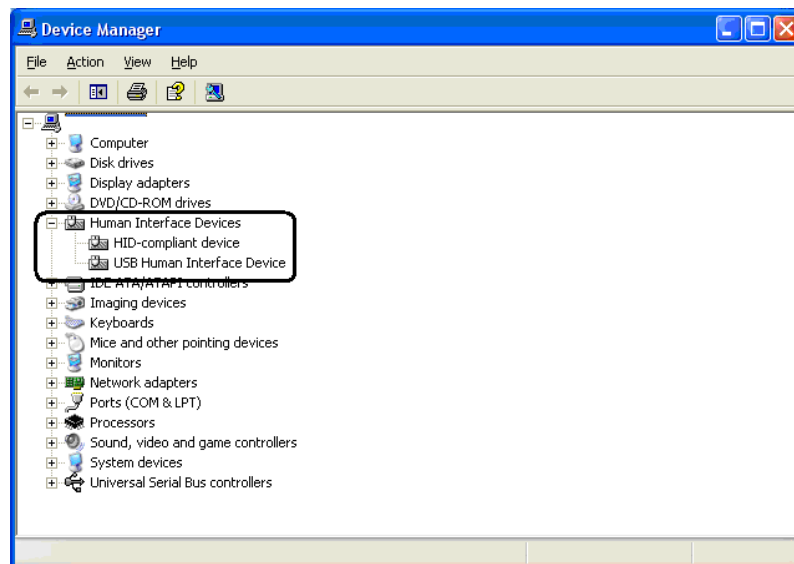 Device Manager
File Action View Help
Computer
Disk drives
Display adapters
DVD/CD-ROM drives
Human Interface Devices
HID-compliant device
USB Human Interface Device
IDE ATA/ATAPI controllers
Imaging devices
Keyboards
Mice and other pointing devices
Monitors
Network adapters
Ports (COM & LPT)
Processors
Sound, video and game controllers
System devices
Universal Serial Bus controllers